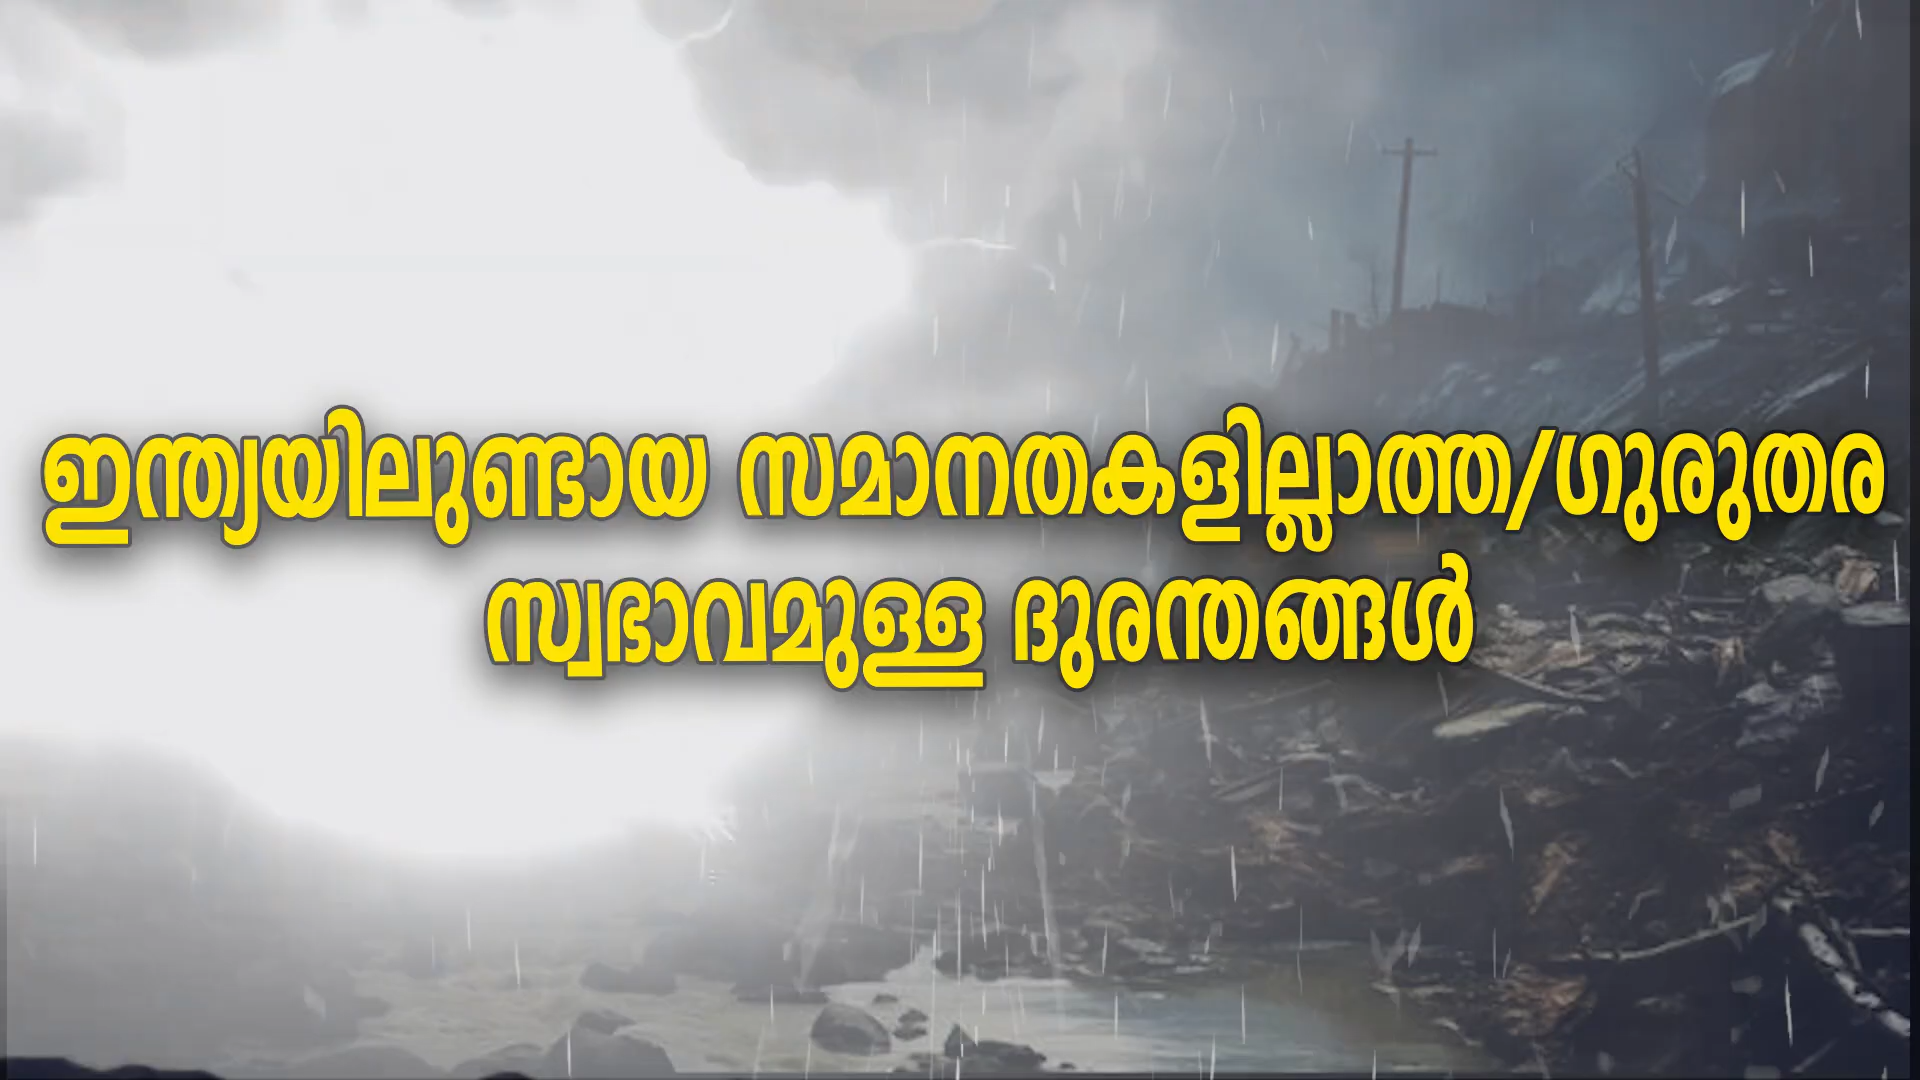 ഇന്ത്യയിലുണ്ടായ സമാനതകളില്ലാത്ത/ഗുരുതര
സ്വഭാവമുള്ള ദുരന്തങ്ങൾ